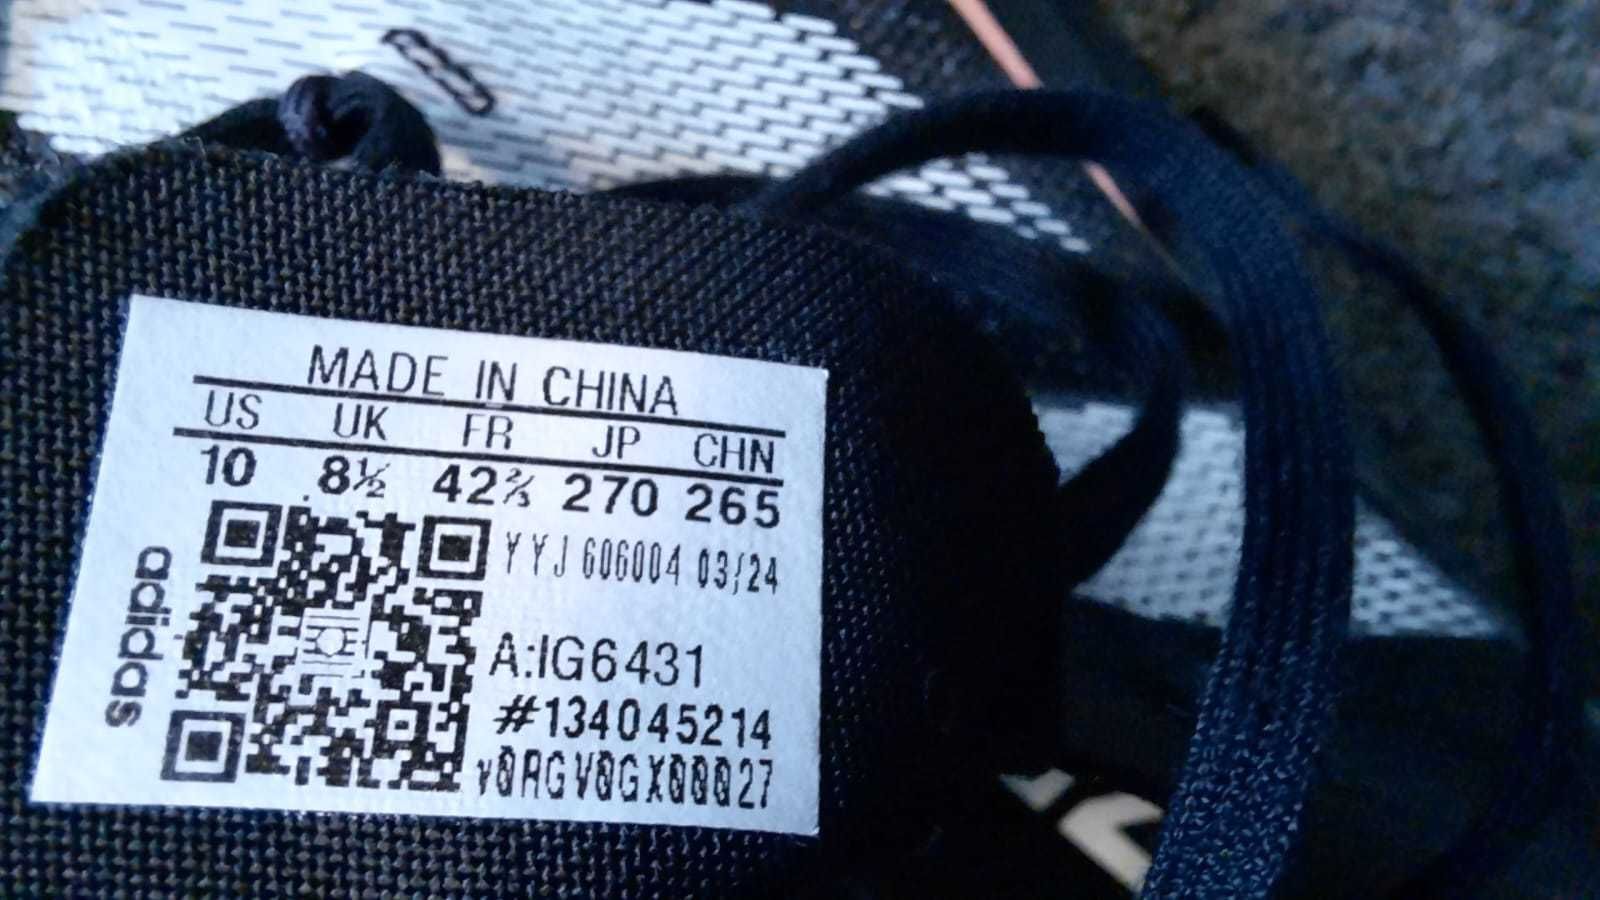 MADE IN CHINA
US UK FR JP CHN
10 8½ 42⅔ 270 265
YYJ 606004 03/24
A:IG6431
#134045214
adidas